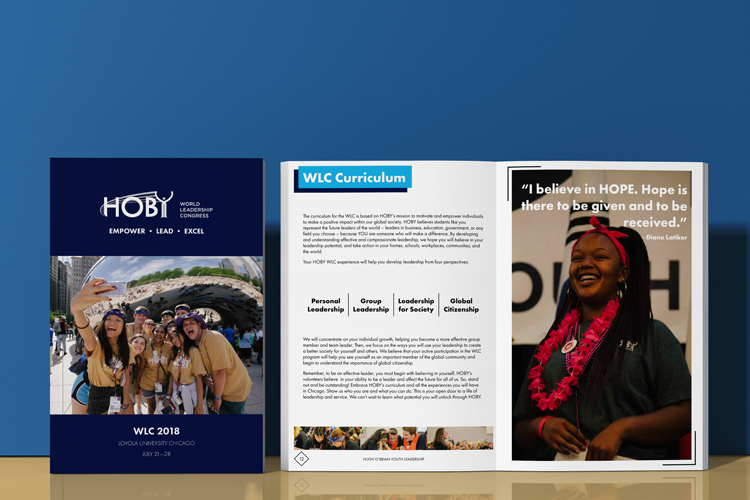 HOBY
WORLD
LEADERSHIP
CONGRESS
EMPOWER • LEAD • EXCEL
WLC 2018
LOYOLA UNIVERSITY CHICAGO
JULY 21–28
WLC Curriculum
The curriculum for the WLC is based on HOBY's mission to motivate and empower individuals
to make a positive impact within our global society. HOBY believes students like you
represent the future leaders of the world – leaders in business, education, government, or any
field you choose – because YOU are someone who will make a difference. By developing
and understanding effective and compassionate leadership, we hope you will believe in your
leadership potential, and take action in your homes, schools, workplaces, communities, and
the world.
Your HOBY WLC experience will help you develop leadership from four perspectives:
Personal Leadership
Group Leadership
Leadership for Society
Global Citizenship
We will concentrate on your individual growth, helping you become a more effective group
member and team leader. Then, we focus on the ways you will use your leadership to create
a better society for yourself and others. We believe that your active participation in the WLC
program will help you see yourself as an important member of the global community and
begin to understand the importance of global citizenship.
Remember, to be an effective leader, you must begin with believing in yourself. HOBY's
volunteers believe in your ability to be a leader and affect the future for all of us. So, stand
out and be outstanding! Embrace HOBY's curriculum and all the experiences you will have
in Chicago. Show us who you are and what you can do. This is your open door to a life of
leadership and service. We can't wait to learn what potential you will unlock through HOBY.
12
HUGH O'BRIAN YOUTH LEADERSHIP
“I believe in HOPE. Hope is
there to be given and to be
received.”
- Diane Latiker